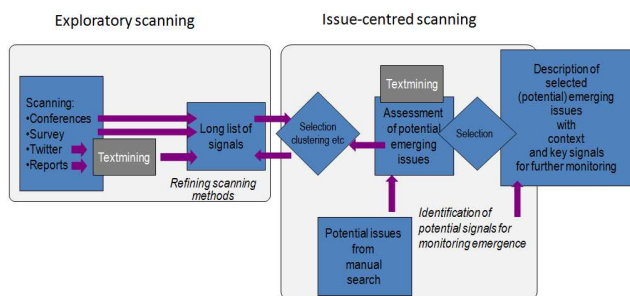 Exploratory scanning
Issue-centred scanning
Scanning:
•Conferences
•Survey
•Twitter
•Reports
Textmining
Long list of
signals
Refining scanning
methods
Selection
clustering etc
Textmining
Assessment
of potential
emerging
issues
Selection
Description of
selected
(potential) emerging
issues
with
context
and key signals
for further monitoring
Potential issues
from
manual
search
Identification of
potential signals for
monitoring emergence